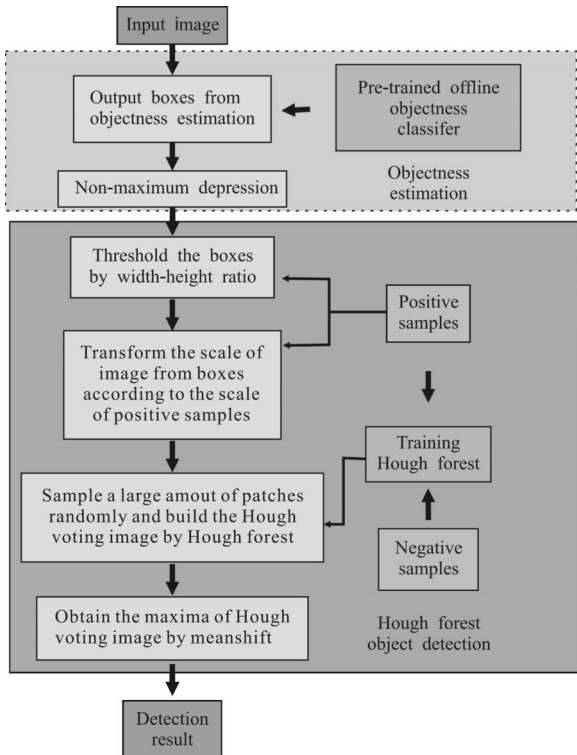 Input image
Output boxes from
objectness estimation
Pre-trained offline
objectness
classifer
Non-maximum depression
Objectness
estimation
Threshold the boxes
by width-height ratio
Positive
samples
Transform the scale of
image from boxes
according to the scale
of positive samples
Training
Hough forest
Sample a large amout of patches
randomly and build the Hough
voting image by Hough forest
Negative
samples
Obtain the maxima of Hough
voting image by meanshift
Hough forest
object detection
Detection
result